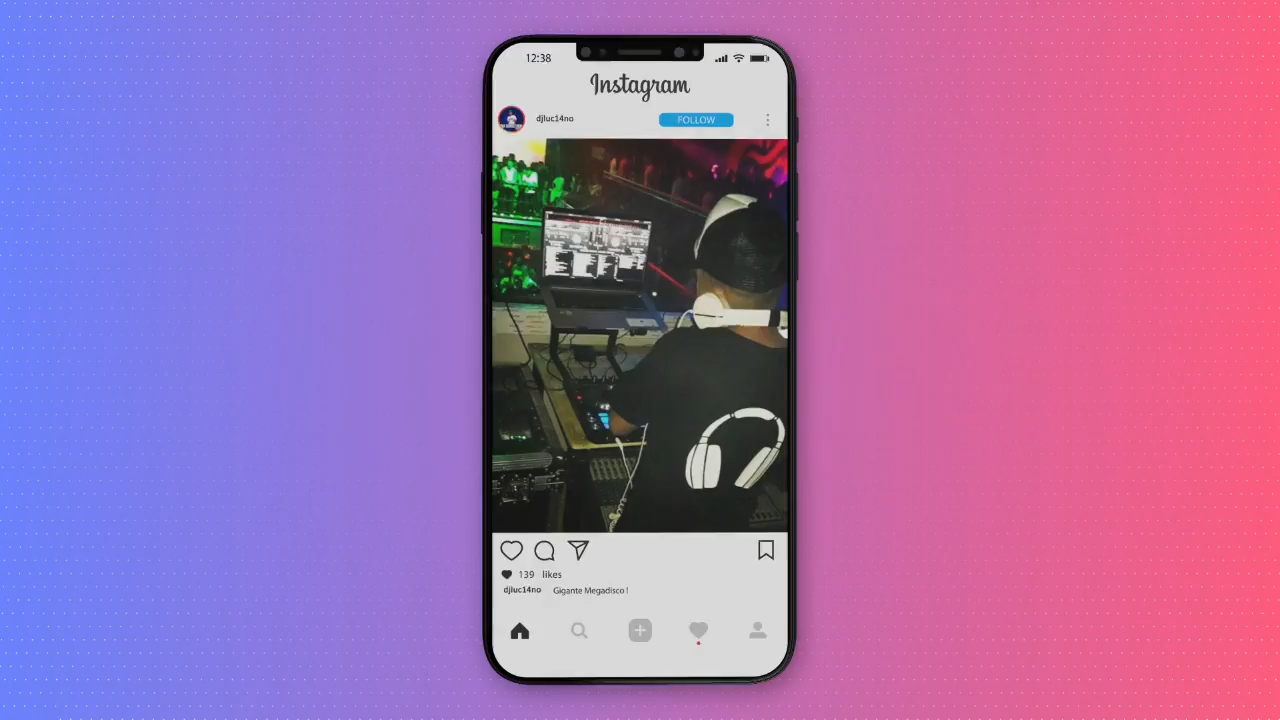 12:38
Instagram
djluc14no
FOLLOW
139 likes
djluc14no Gigante Megadisco !